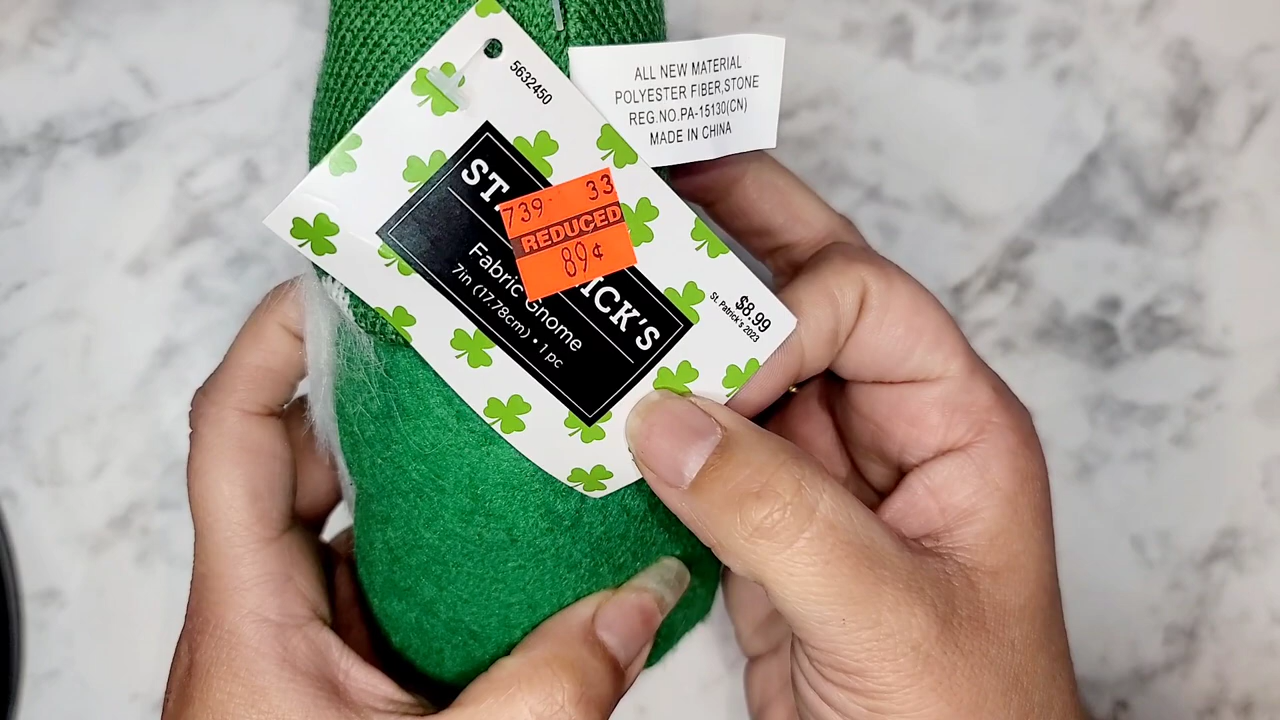 5632450
ST. 
739 33
REDUCED
89¢
ICK'S
Fabric Gnome
7in (17.78cm) • 1 pc
$8.99
St. Patrick's 2023
ALL NEW MATERIAL
POLYESTER FIBER,STONE
REG.NO.PA-15130(CN)
MADE IN CHINA